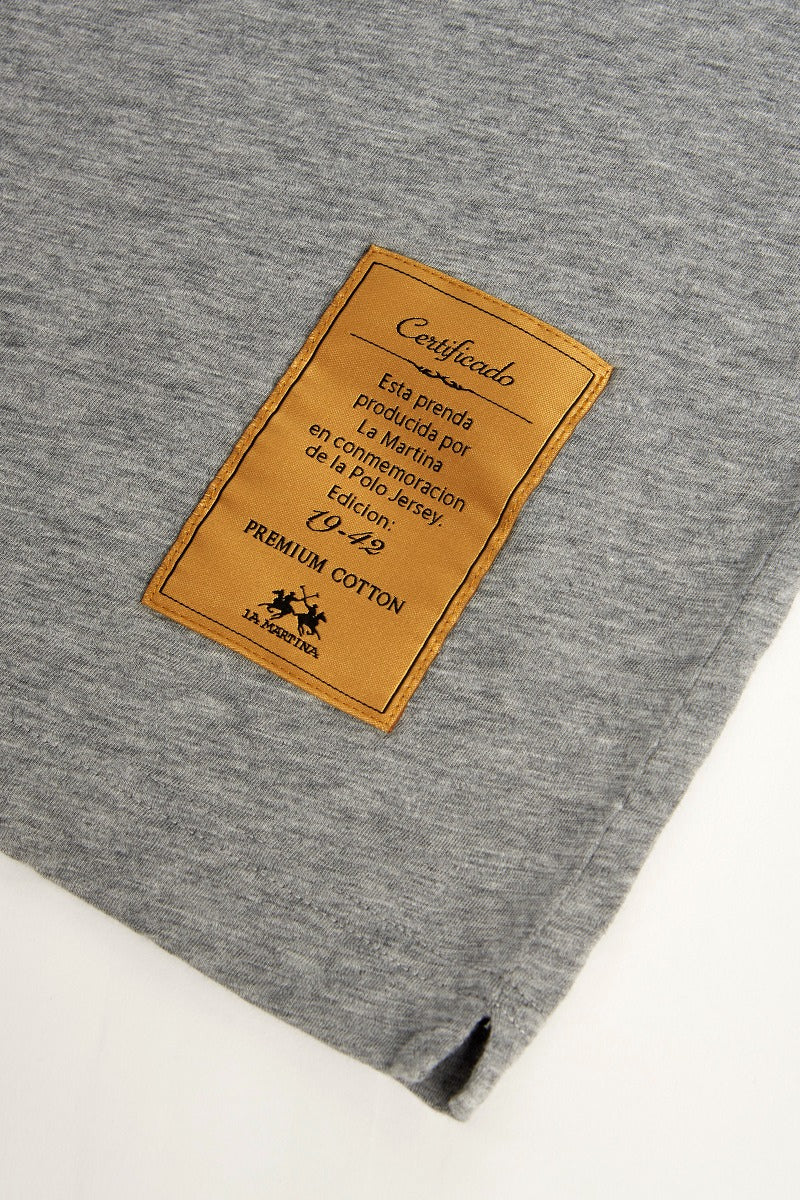 Certificado
Esta prenda
producida por
La Martina
en conmemoracion
de la Polo Jersey.
Edicion:
19-42
PREMIUM COTTON
LA MARTINA